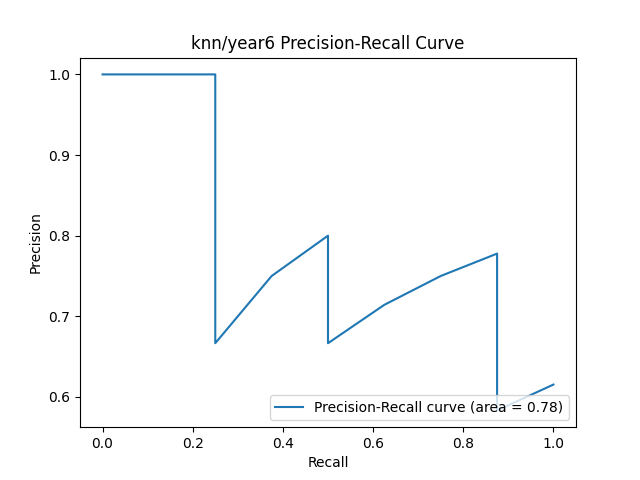 knn/year6 Precision-Recall Curve
1.0
0.9
0.8
0.7
0.6
Precision
0.0
0.2
0.4
0.6
0.8
1.0
Recall
Precision-Recall curve (area = 0.78)